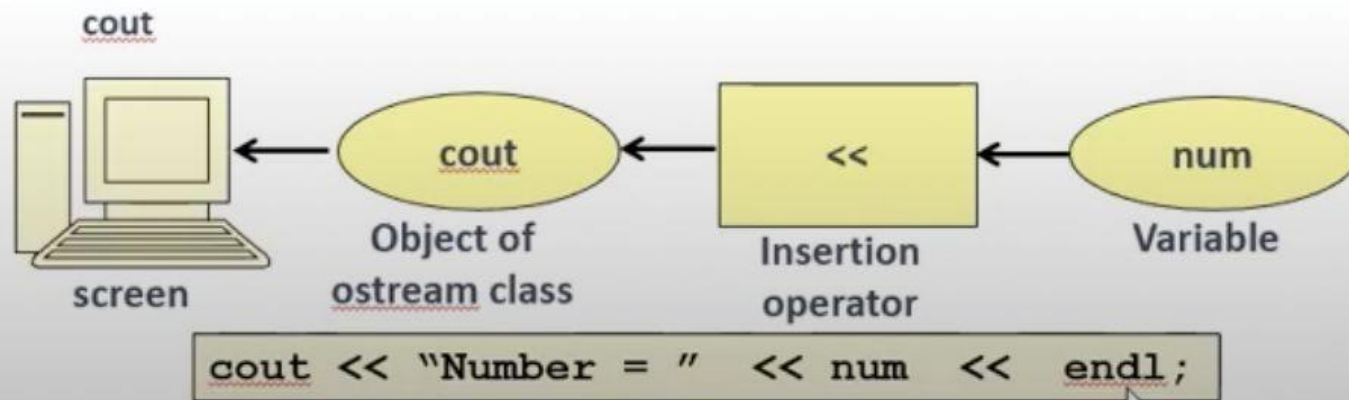 cout
cout
<<
num
screen
Object of
ostream class
Insertion
operator
Variable
cout << “Number = ” << num << endl;